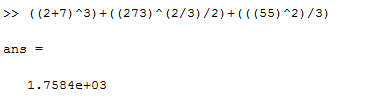 >> ((2+7)^3)+((273)^(2/3)/2)+(((55)^2)/3)
ans =
1.7584e+03